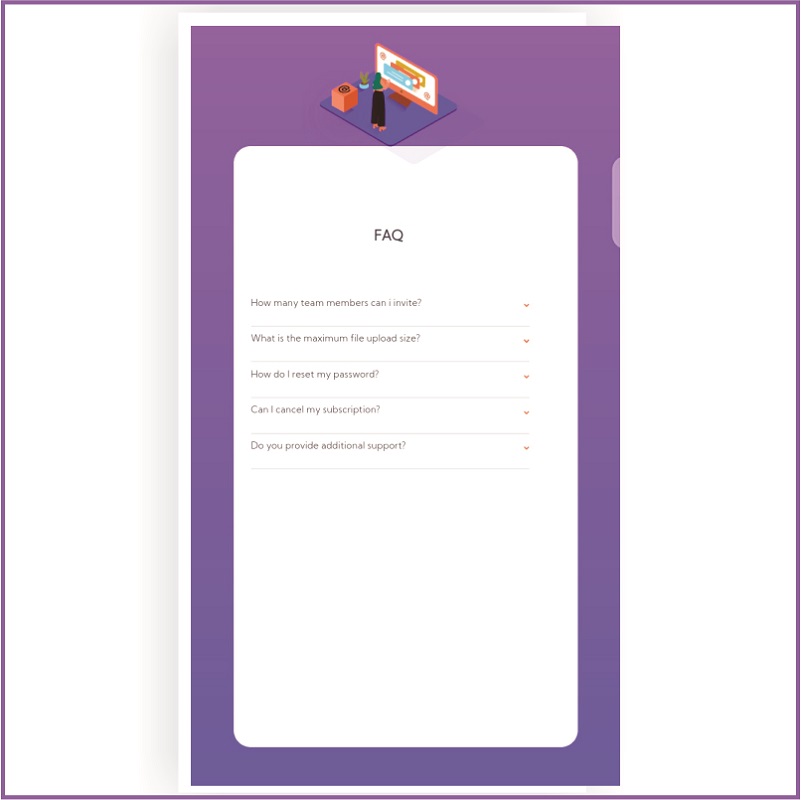 FAQ
How many team members can i invite?
What is the maximum file upload size?
How do I reset my password?
Can I cancel my subscription?
Do you provide additional support?